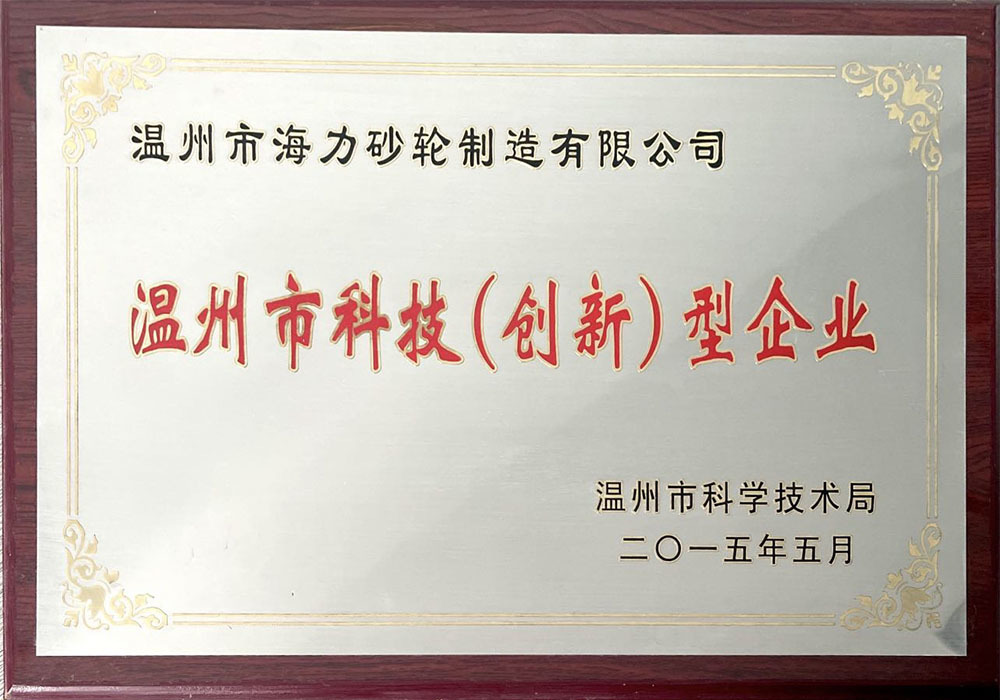 温州市海力砂轮制造有限公司
温州市科技(创新)型企业
温州市科学技术局
二〇一五年五月